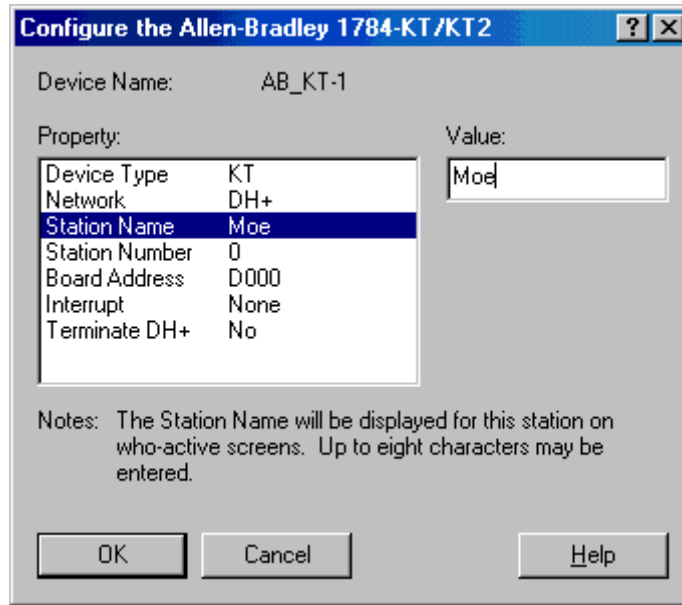 Configure the Allen-Bradley 1784-KT/KT2
Device Name: AB_KT-1
Property: Value:
Device Type KT Moe
Network DH+
Station Name Moe
Station Number 0
Board Address D000
Interrupt None
Terminate DH+ No
Notes: The Station Name will be displayed for this station on
who-active screens. Up to eight characters may be
entered.
OK Cancel Help